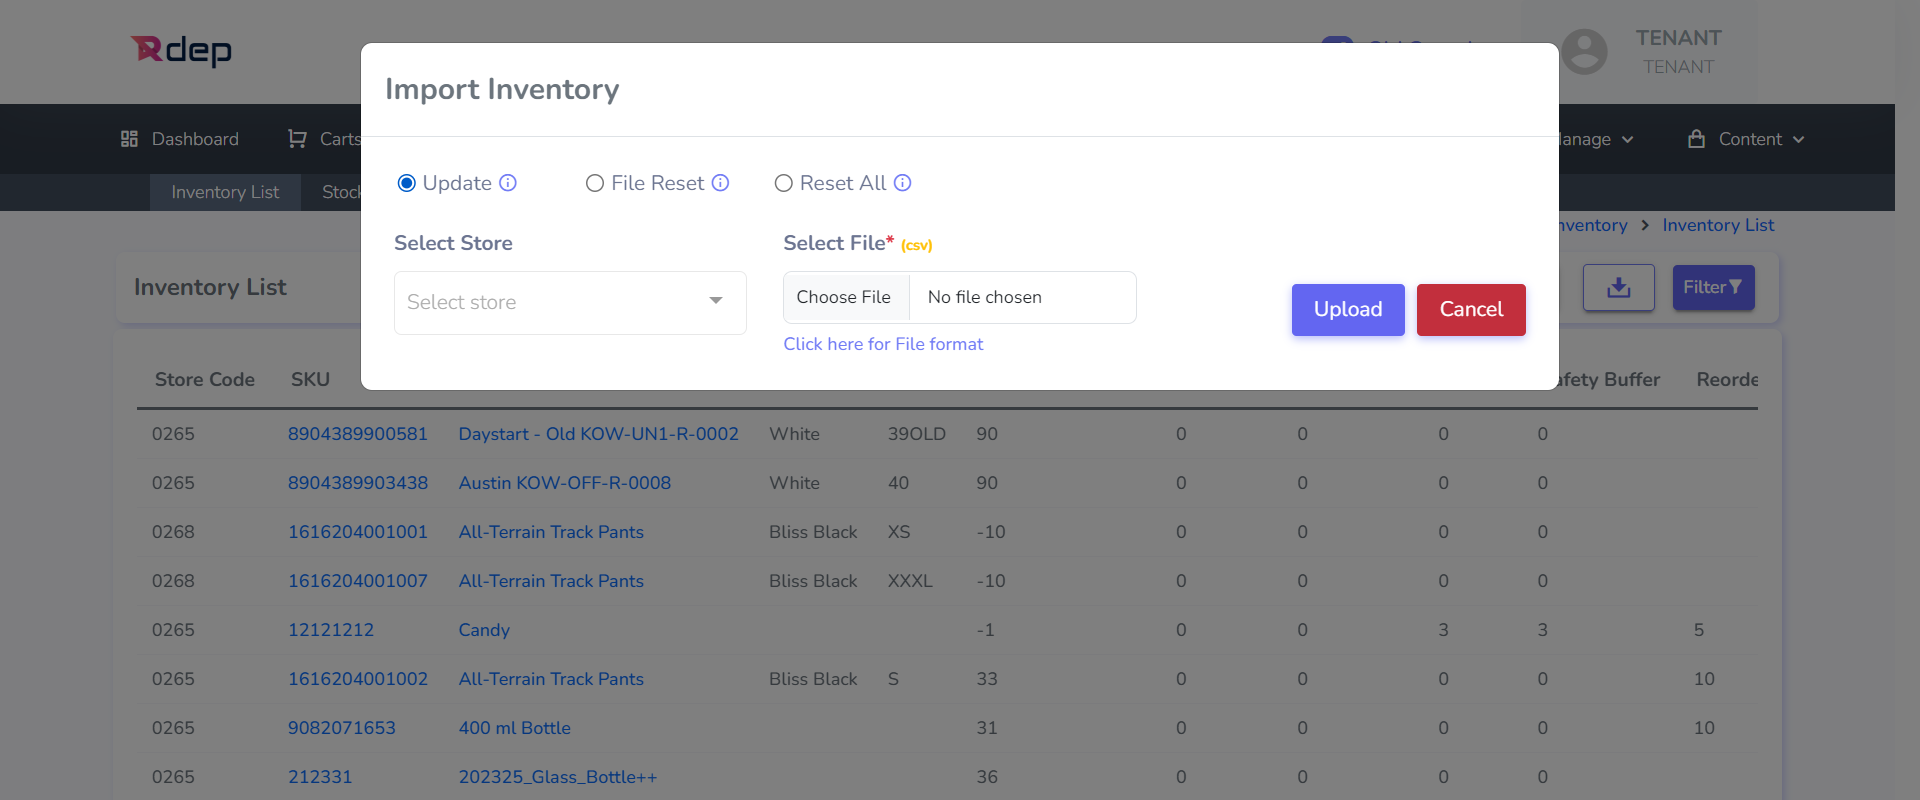 Rdep
TENANT
TENANT
Import Inventory
Dashboard
Carts
Manage
Content
Update
File Reset
Reset All
Inventory List
Stock
Inventory > Inventory List
Select Store
Select File* (csv)
Select store
Choose File
No file chosen
Upload
Cancel
Click here for File format
Inventory List
Filter
Store Code SKU Safety Buffer Reorde
0265 8904389900581 Daystart - Old KOW-UN1-R-0002 White 39OLD 90 0 0 0 0
0265 8904389903438 Austin KOW-OFF-R-0008 White 40 90 0 0 0 0
0268 1616204001001 All-Terrain Track Pants Bliss Black XS -10 0 0 0 0
0268 1616204001007 All-Terrain Track Pants Bliss Black XXXL -10 0 0 0 0
0265 12121212 Candy -1 0 0 3 3 5
0265 1616204001002 All-Terrain Track Pants Bliss Black S 33 0 0 0 0 10
0265 9082071653 400 ml Bottle 31 0 0 0 0 10
0265 212331 202325_Glass_Bottle++ 36 0 0 0 0